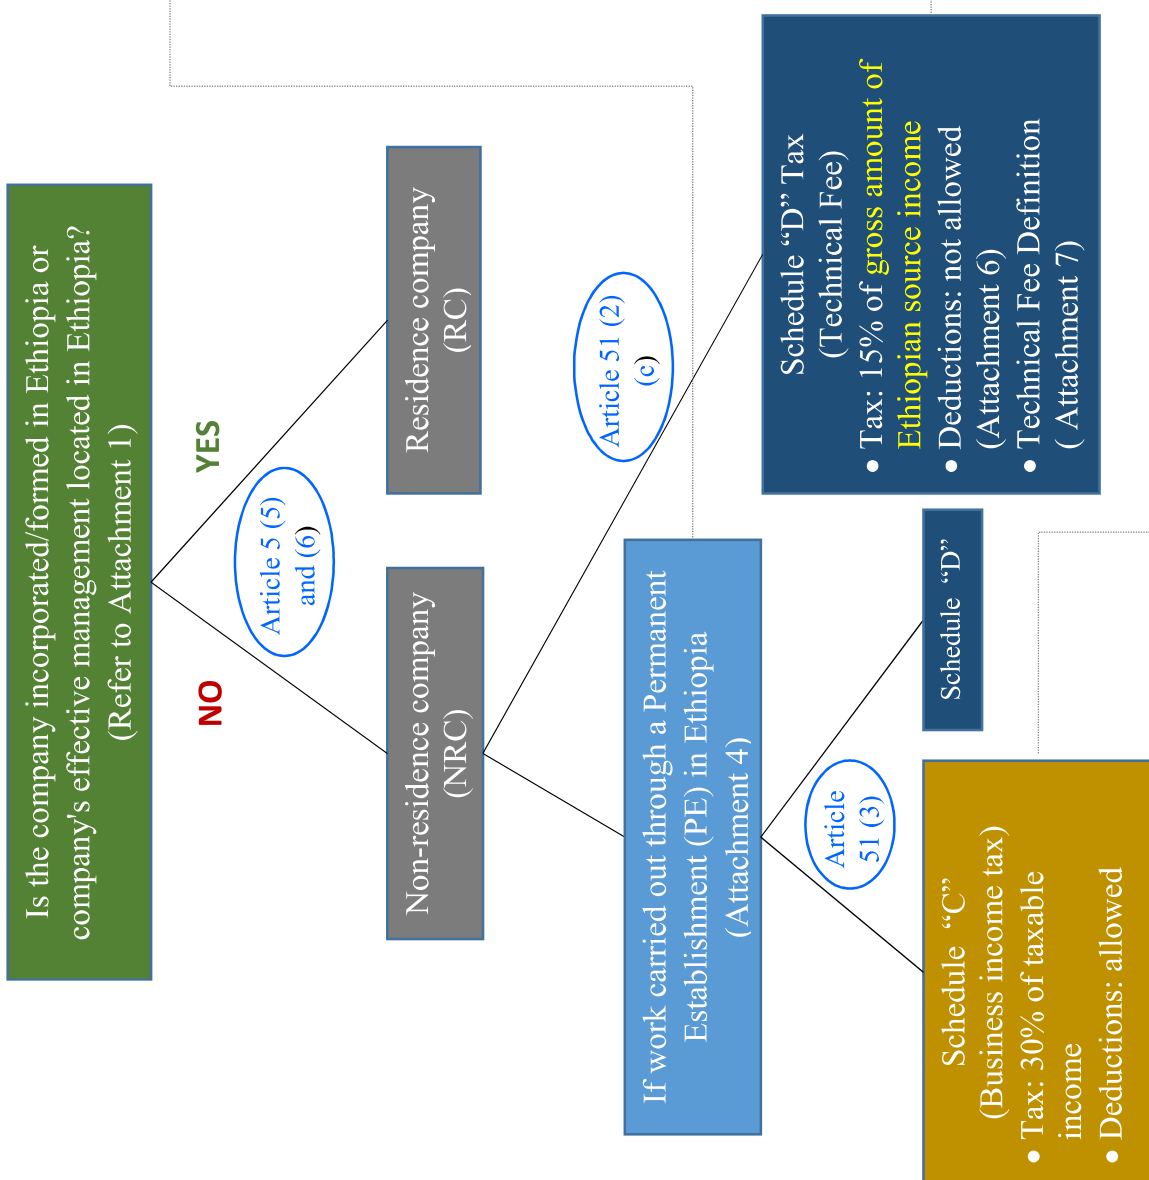 Is the company incorporated/formed in Ethiopia or
company's effective management located in Ethiopia?
(Refer to Attachment 1)
NO
YES
Article 5 (5)
and (6)
Non-residence company
(NRC)
Residence company
(RC)
Article 51 (2)
(c)
If work carried out through a Permanent
Establishment (PE) in Ethiopia
(Attachment 4)
Schedule “D” Tax
(Technical Fee)
• Tax: 15% of gross amount of
Ethiopian source income
• Deductions: not allowed
(Attachment 6)
• Technical Fee Definition
( Attachment 7)
Article
51 (3)
Schedule “C”
(Business income tax)
• Tax: 30% of taxable
income
• Deductions: allowed
Schedule “D”